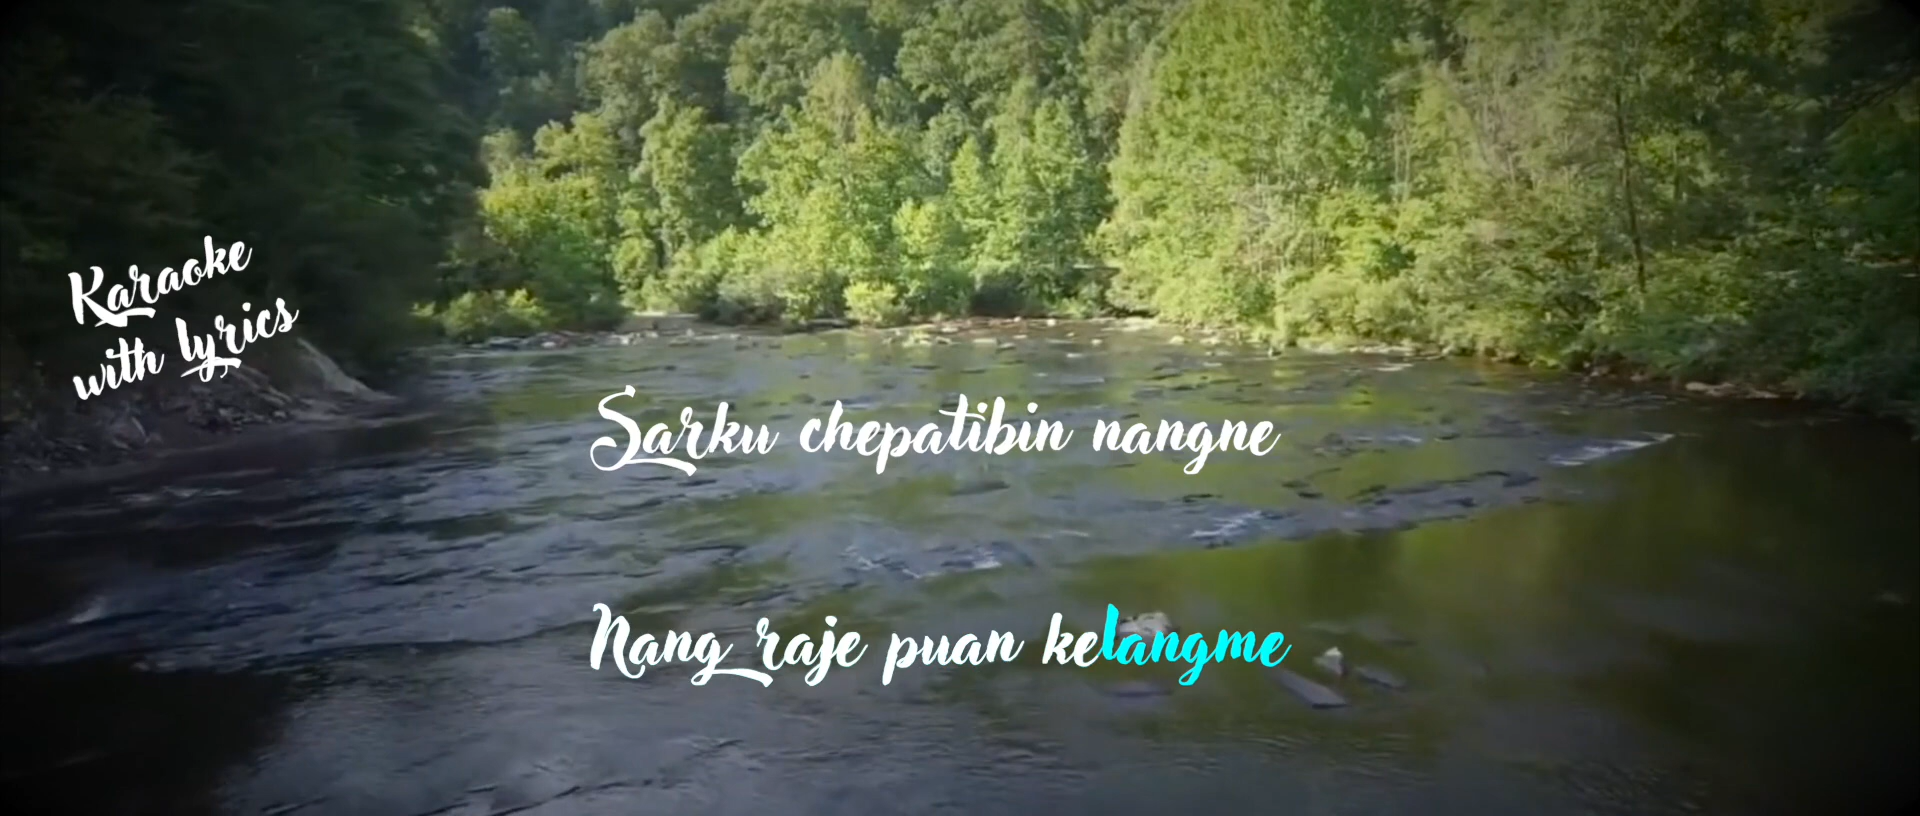 Karaoke
with lyrics
Sarku chepatibin nangne
Nang raje puan kelangme